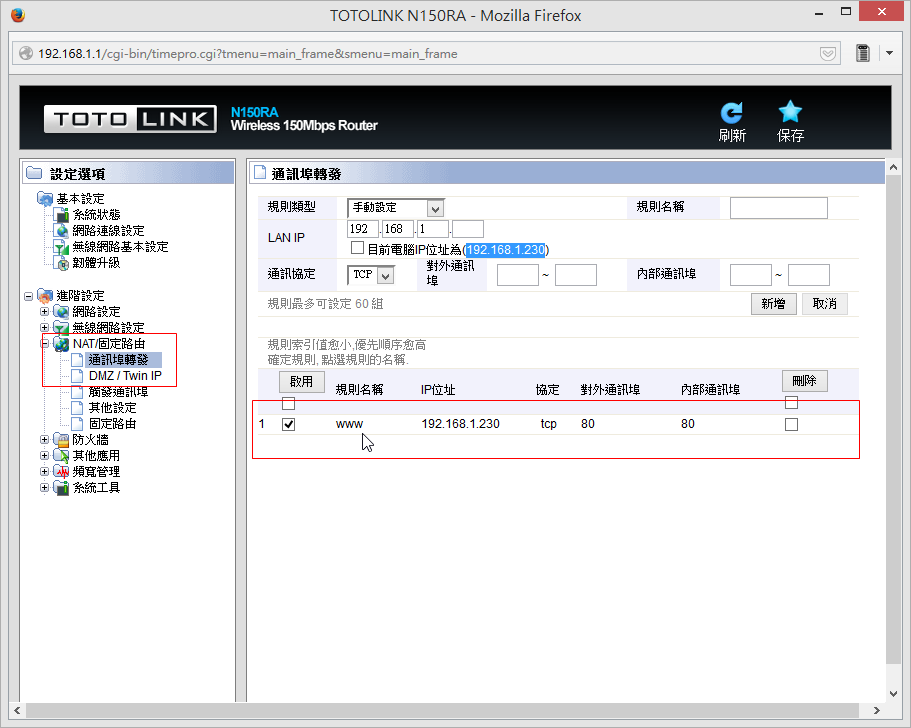 TOTOLINK N150RA - Mozilla Firefox
192.168.1.1/cgi-bin/timepro.cgi?tmenu=main_frame&smenu=main_frame
TOTO LINK
N150RA
Wireless 150Mbps Router
刷新
保存
設定選項
基本設定
系統狀態
網路連線設定
無線網路基本設定
韌體升級
進階設定
網路設定
無線網路設定
NAT/固定路由
通訊埠轉發
DMZ / Twin IP
觸發通訊埠
其他設定
固定路由
防火牆
其他應用
頻寬管理
系統工具
通訊埠轉發
規則類型 手動設定 規則名稱
LAN IP 192 . 168 . 1 .
目前電腦IP位址為(192.168.1.230)
通訊協定 TCP 對外通訊埠 ~ 內部通訊埠 ~
規則最多可設定 60 組 新增 取消
規則索引值愈小,優先順序愈高
確定規則, 點選規則的名稱.
啟用 規則名稱 IP位址 協定 對外通訊埠 內部通訊埠 刪除
1 www 192.168.1.230 tcp 80 80